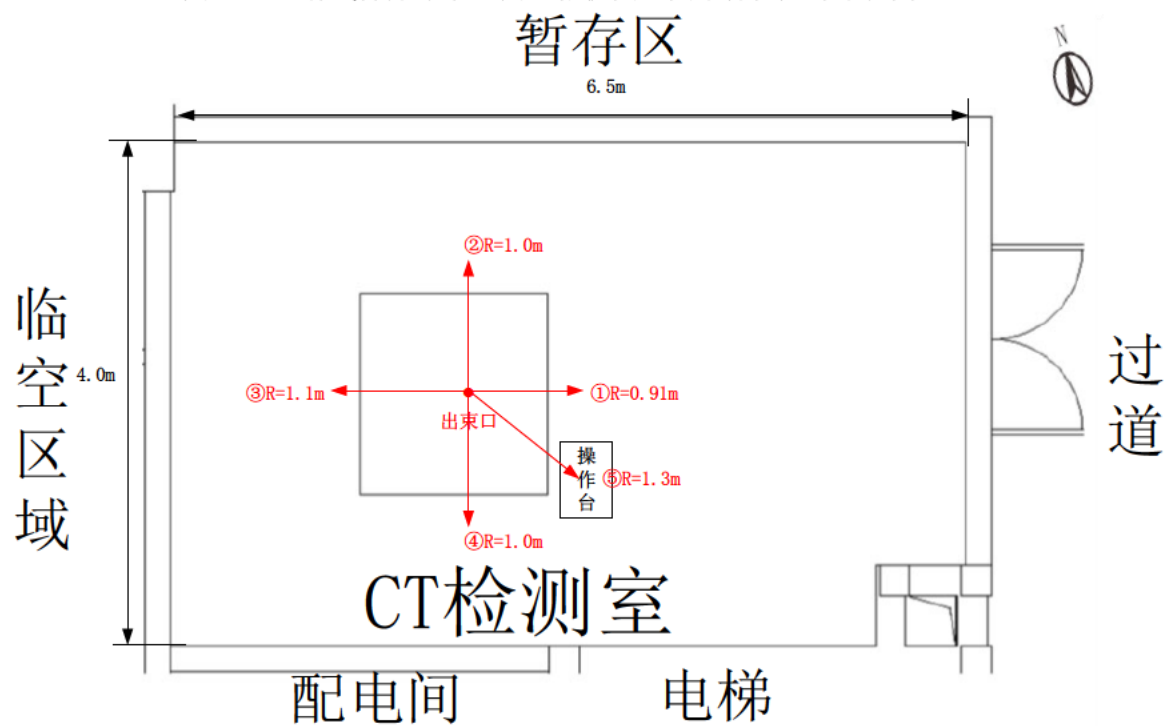 暂存区
N
6.5m
②R=1.0m
临空区域
4.0m
③R=1.1m
①R=0.91m
出束口
过道
操作台
⑤R=1.3m
④R=1.0m
CT检测室
配电间
电梯